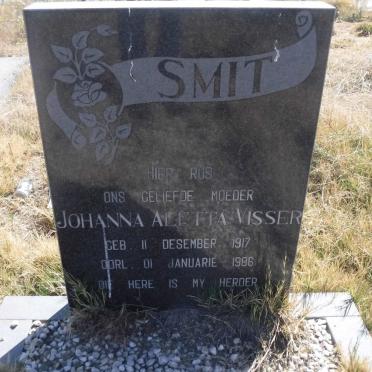 SMIT
HIER RUS
ONS GELIEFDE MOEDER
JOHANNA ALETTA VISSER
GEB. 11 DESEMBER 1917
OORL. 01 JANUARIE 1986
DIE HERE IS MY HERDER